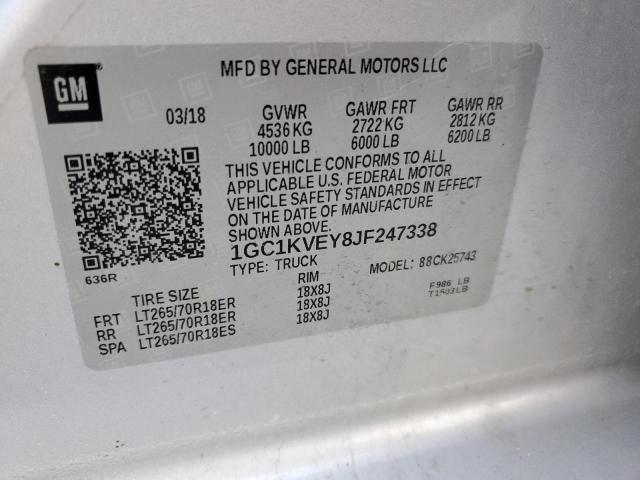 GM
MFD BY GENERAL MOTORS LLC
03/18 GVWR GAWR FRT GAWR RR
4536 KG 2722 KG 2812 KG
10000 LB 6000 LB 6200 LB
THIS VEHICLE CONFORMS TO ALL
APPLICABLE U.S. FEDERAL MOTOR
VEHICLE SAFETY STANDARDS IN EFFECT
ON THE DATE OF MANUFACTURE
SHOWN ABOVE.
1GC1KVEY8JF247338
636R TYPE: TRUCK MODEL: 88CK25743
TIRE SIZE RIM F986 LB
FRT LT265/70R18ER 18X8J T1593LB
RR LT265/70R18ER 18X8J
SPA LT265/70R18ES 18X8J